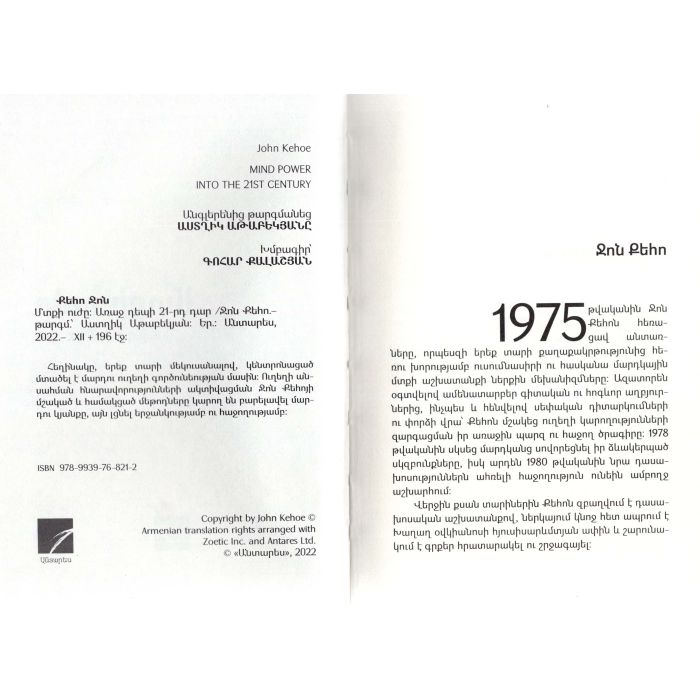 John Kehoe
MIND POWER
INTO THE 21ST CENTURY
Անգլերենից թարգմանեց
ԱՍՏՂԻԿ ԱԹԱԲԵԿՅԱՆԸ
Խմբագիր՝
ԳՈՀԱՐ ՔԱԼԱՇՅԱՆ
Քեհո Ջոն
Մտքի ուժը: Առաջ դեպի 21-րդ դար /Ջոն Քեհո.-
թարգմ.՝ Աստղիկ Աթաբեկյան: Եր.: Անտարես,
2022.- XII + 196 էջ:
Հեղինակը, երեք տարի մեկուսանալով, կենտրոնացած
մտածել է մարդու ուղեղի գործունեության մասին: Ուղեղի ան-
սահման հնարավորությունների ակտիվացման Ջոն Քեհոյի
մշակած և համակցած մեթոդները կարող են բարելավել մար-
դու կյանքը, այն լցնել երջանկությամբ ու հաջողությամբ:
ISBN 978-9939-76-821-2
Copyright by John Kehoe ©
Armenian translation rights arranged with
Zoetic Inc. and Antares Ltd.
© «Անտարես», 2022
Անտարես
Ջոն Քեհո
1975 թվականին Ջոն
Քեհոն հեռա-
ցավ անտառ-
ները, որպեսզի երեք տարի քաղաքակրթությունից հե-
ռու խորությամբ ուսումնասիրի ու հասկանա մարդկային
մտքի աշխատանքի ներքին մեխանիզմները: Ազատորեն
օգտվելով ամենատարբեր գիտական ու հոգևոր աղբյուր-
ներից, ինչպես և հենվելով սեփական դիտարկումների
ու փորձի վրա՝ Քեհոն մշակեց ուղեղի կարողությունների
զարգացման իր առաջին պարզ ու հաջող ծրագիրը: 1978
թվականին սկսեց մարդկանց սովորեցնել իր ձևակերպած
սկզբունքները, իսկ արդեն 1980 թվականին նրա դասա-
խոսություններն ահռելի հաջողություն ունեին ամբողջ
աշխարհում:
Վերջին քսան տարիներին Քեհոն զբաղվում է դասա-
խոսական աշխատանքով, ներկայում կնոջ հետ ապրում է
Խաղաղ օվկիանոսի հյուսիսարևմտյան ափին և շարունա-
կում է գրքեր հրատարակել ու շրջագայել: